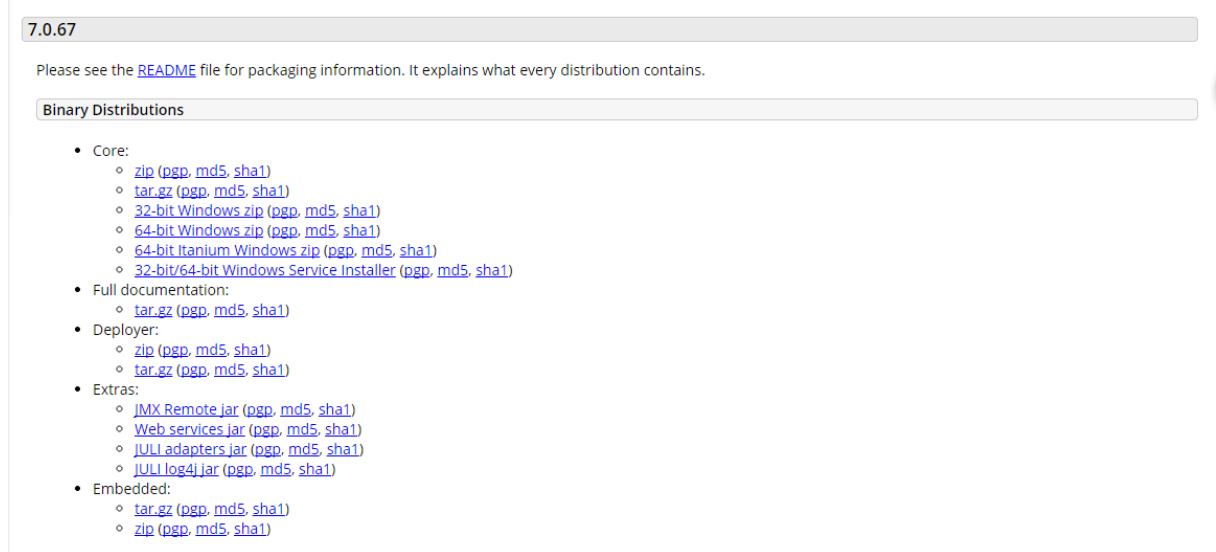 7.0.67
Please see the README file for packaging information. It explains what every distribution contains.
Binary Distributions
Core:
zip (pgp, md5, sha1)
tar.gz (pgp, md5, sha1)
32-bit Windows zip (pgp, md5, sha1)
64-bit Windows zip (pgp, md5, sha1)
64-bit Itanium Windows zip (pgp, md5, sha1)
32-bit/64-bit Windows Service Installer (pgp, md5, sha1)
Full documentation:
tar.gz (pgp, md5, sha1)
Deployer:
zip (pgp, md5, sha1)
tar.gz (pgp, md5, sha1)
Extras:
JMX Remote jar (pgp, md5, sha1)
Web services jar (pgp, md5, sha1)
JULI adapters jar (pgp, md5, sha1)
JULI log4j jar (pgp, md5, sha1)
Embedded:
tar.gz (pgp, md5, sha1)
zip (pgp, md5, sha1)